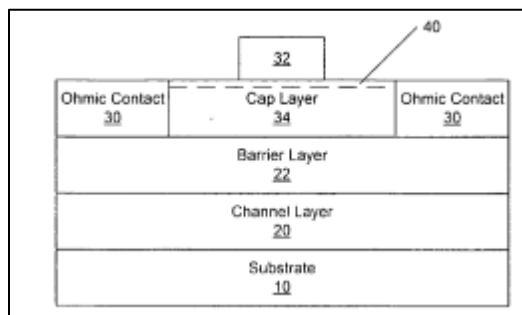 40
32
Ohmic Contact
30
Cap Layer
34
Ohmic Contact
30
Barrier Layer
22
Channel Layer
20
Substrate
10